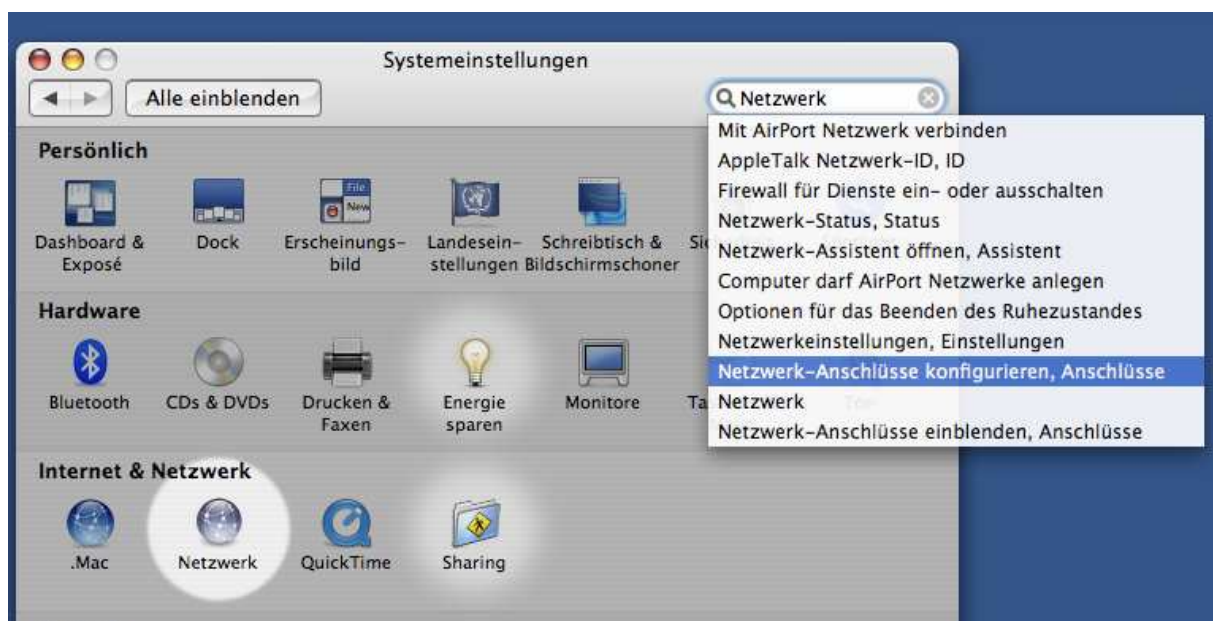 Systemeinstellungen
Alle einblenden
Netzwerk
Mit AirPort Netzwerk verbinden
AppleTalk Netzwerk-ID, ID
Firewall für Dienste ein- oder ausschalten
Netzwerk-Status, Status
Netzwerk-Assistent öffnen, Assistent
Computer darf AirPort Netzwerke anlegen
Optionen für das Beenden des Ruhezustandes
Netzwerkeinstellungen, Einstellungen
Netzwerk-Anschlüsse konfigurieren, Anschlüsse
Netzwerk
Netzwerk-Anschlüsse einblenden, Anschlüsse
Persönlich
File
New
Dashboard &
Exposé
Dock
Erscheinungs-
bild
Landesein-
stellungen
Schreibtisch &
Bildschirmschoner
Hardware
Bluetooth
CDs & DVDs
Drucken &
Faxen
Energie
sparen
Monitore
Internet & Netzwerk
.Mac
Netzwerk
QuickTime
Sharing